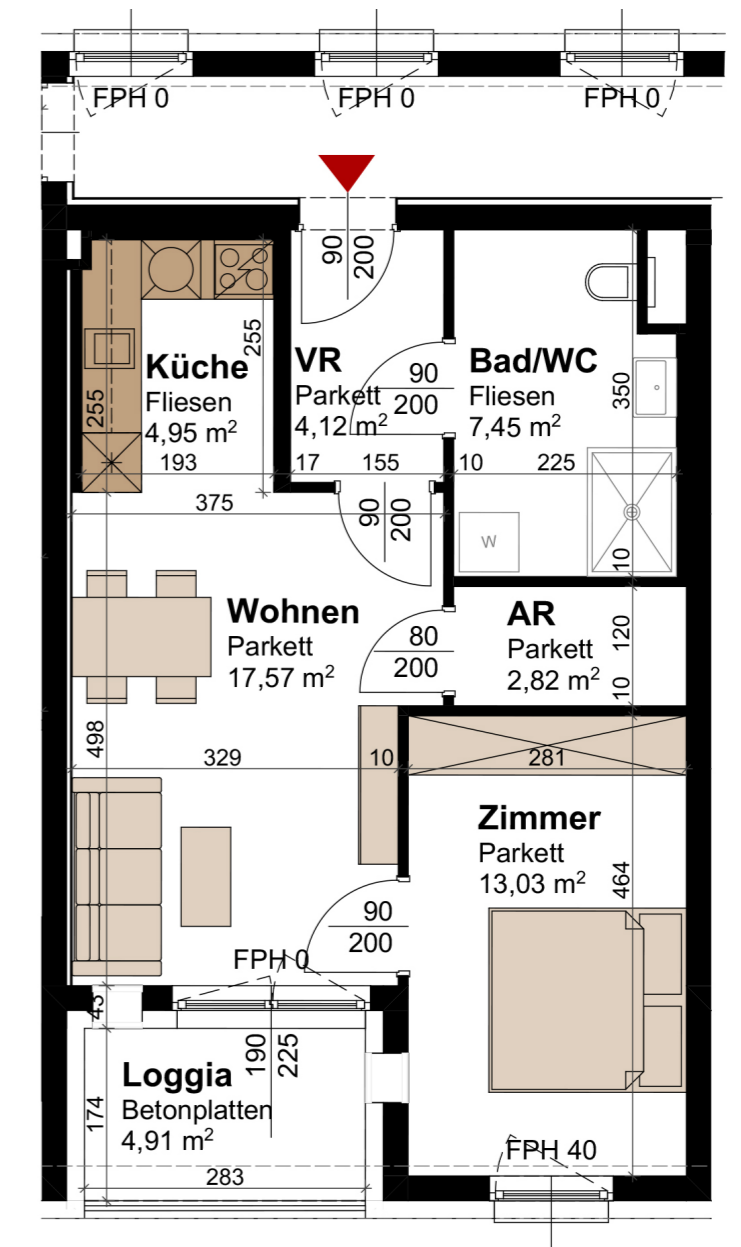 FPH 0
FPH 0
FPH 0
90
200
Küche
Fliesen
4,95 m²
255
255
193
VR
Parkett
4,12 m²
17
155
90
200
Bad/WC
Fliesen
7,45 m²
350
10
225
375
90
200
W
10
Wohnen
Parkett
17,57 m²
80
200
AR
Parkett
2,82 m²
120
10
498
329
10
281
Zimmer
Parkett
13,03 m²
464
90
200
FPH 0
43
190
225
Loggia
Betonplatten
4,91 m²
174
283
FPH 40